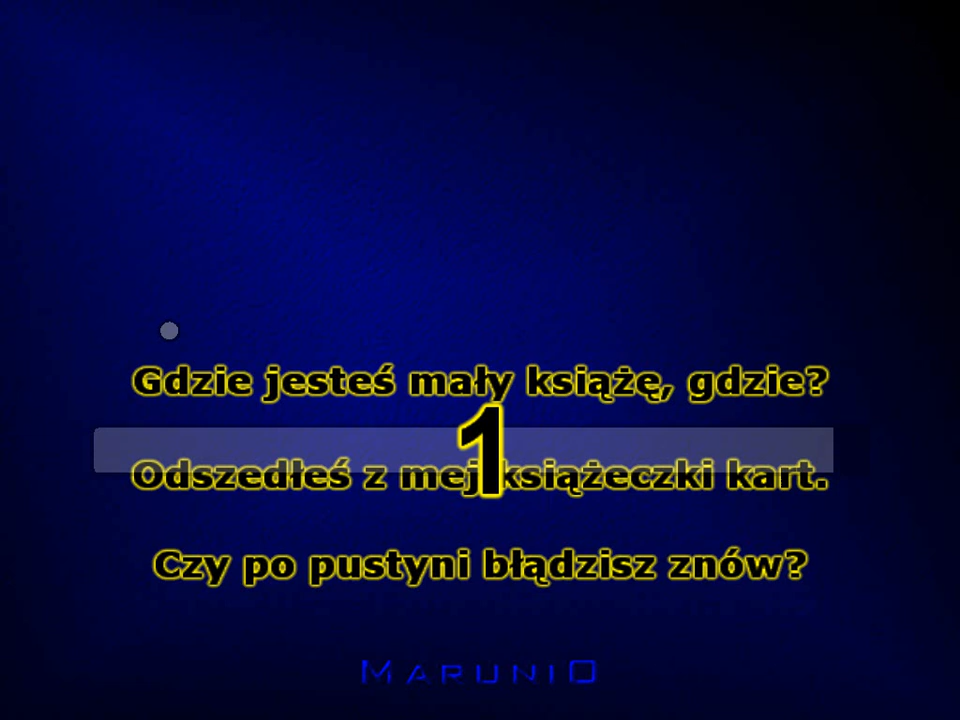 Gdzie jesteś mały książę, gdzie?
1
Odszedłeś z mej książeczki kart.
Czy po pustyni błądzisz znów?
MARUNIO